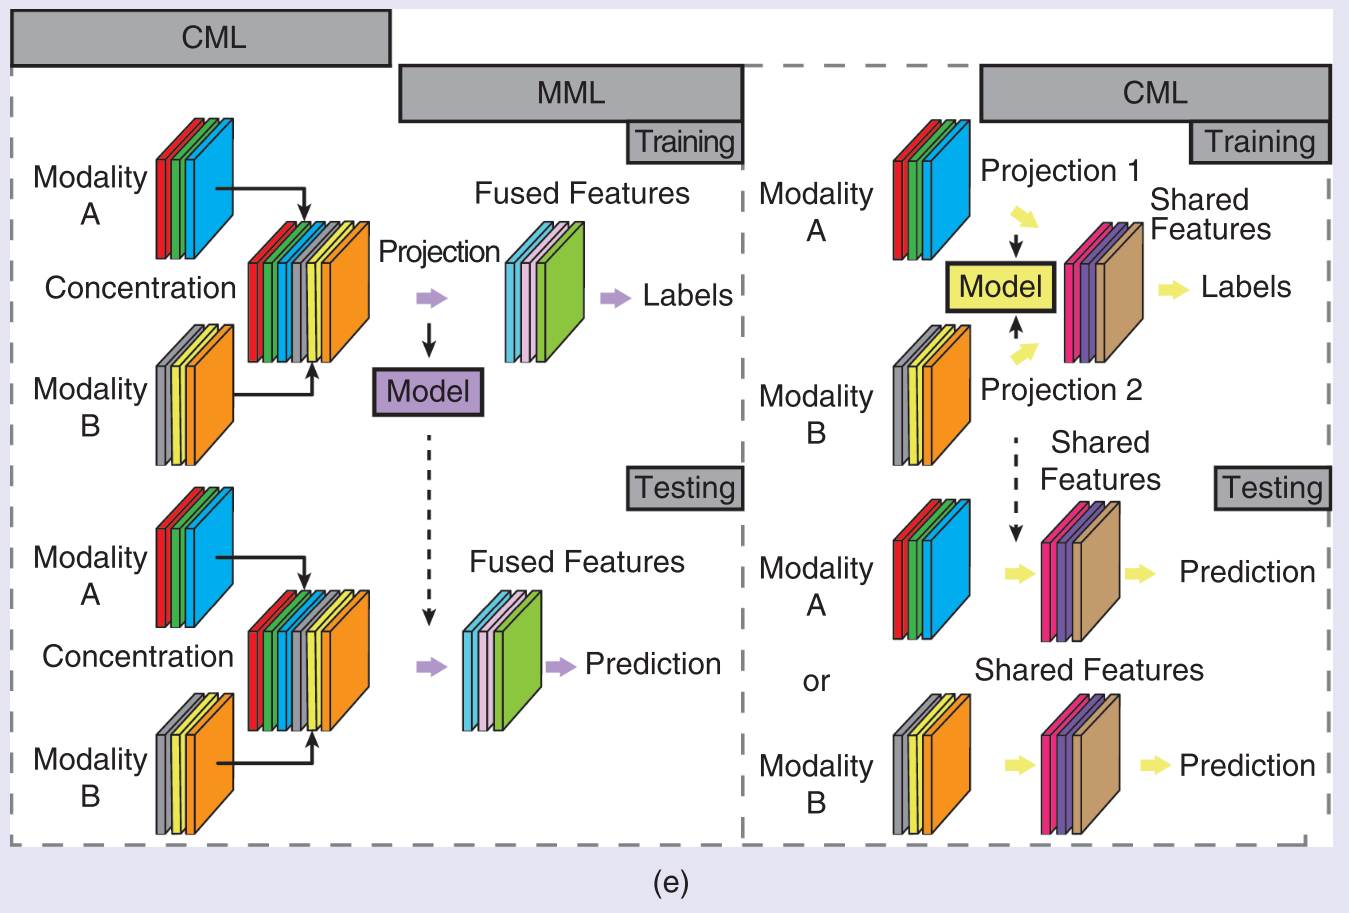 CML
MML
Training
Modality
A
Concentration
Modality
B
Projection
Fused Features
Labels
Model
Testing
Modality
A
Concentration
Modality
B
Fused Features
Prediction
CML
Training
Modality
A
Projection 1
Shared
Features
Model
Labels
Modality
B
Projection 2
Shared
Features
Testing
Modality
A
Prediction
or
Shared Features
Modality
B
Prediction
(e)